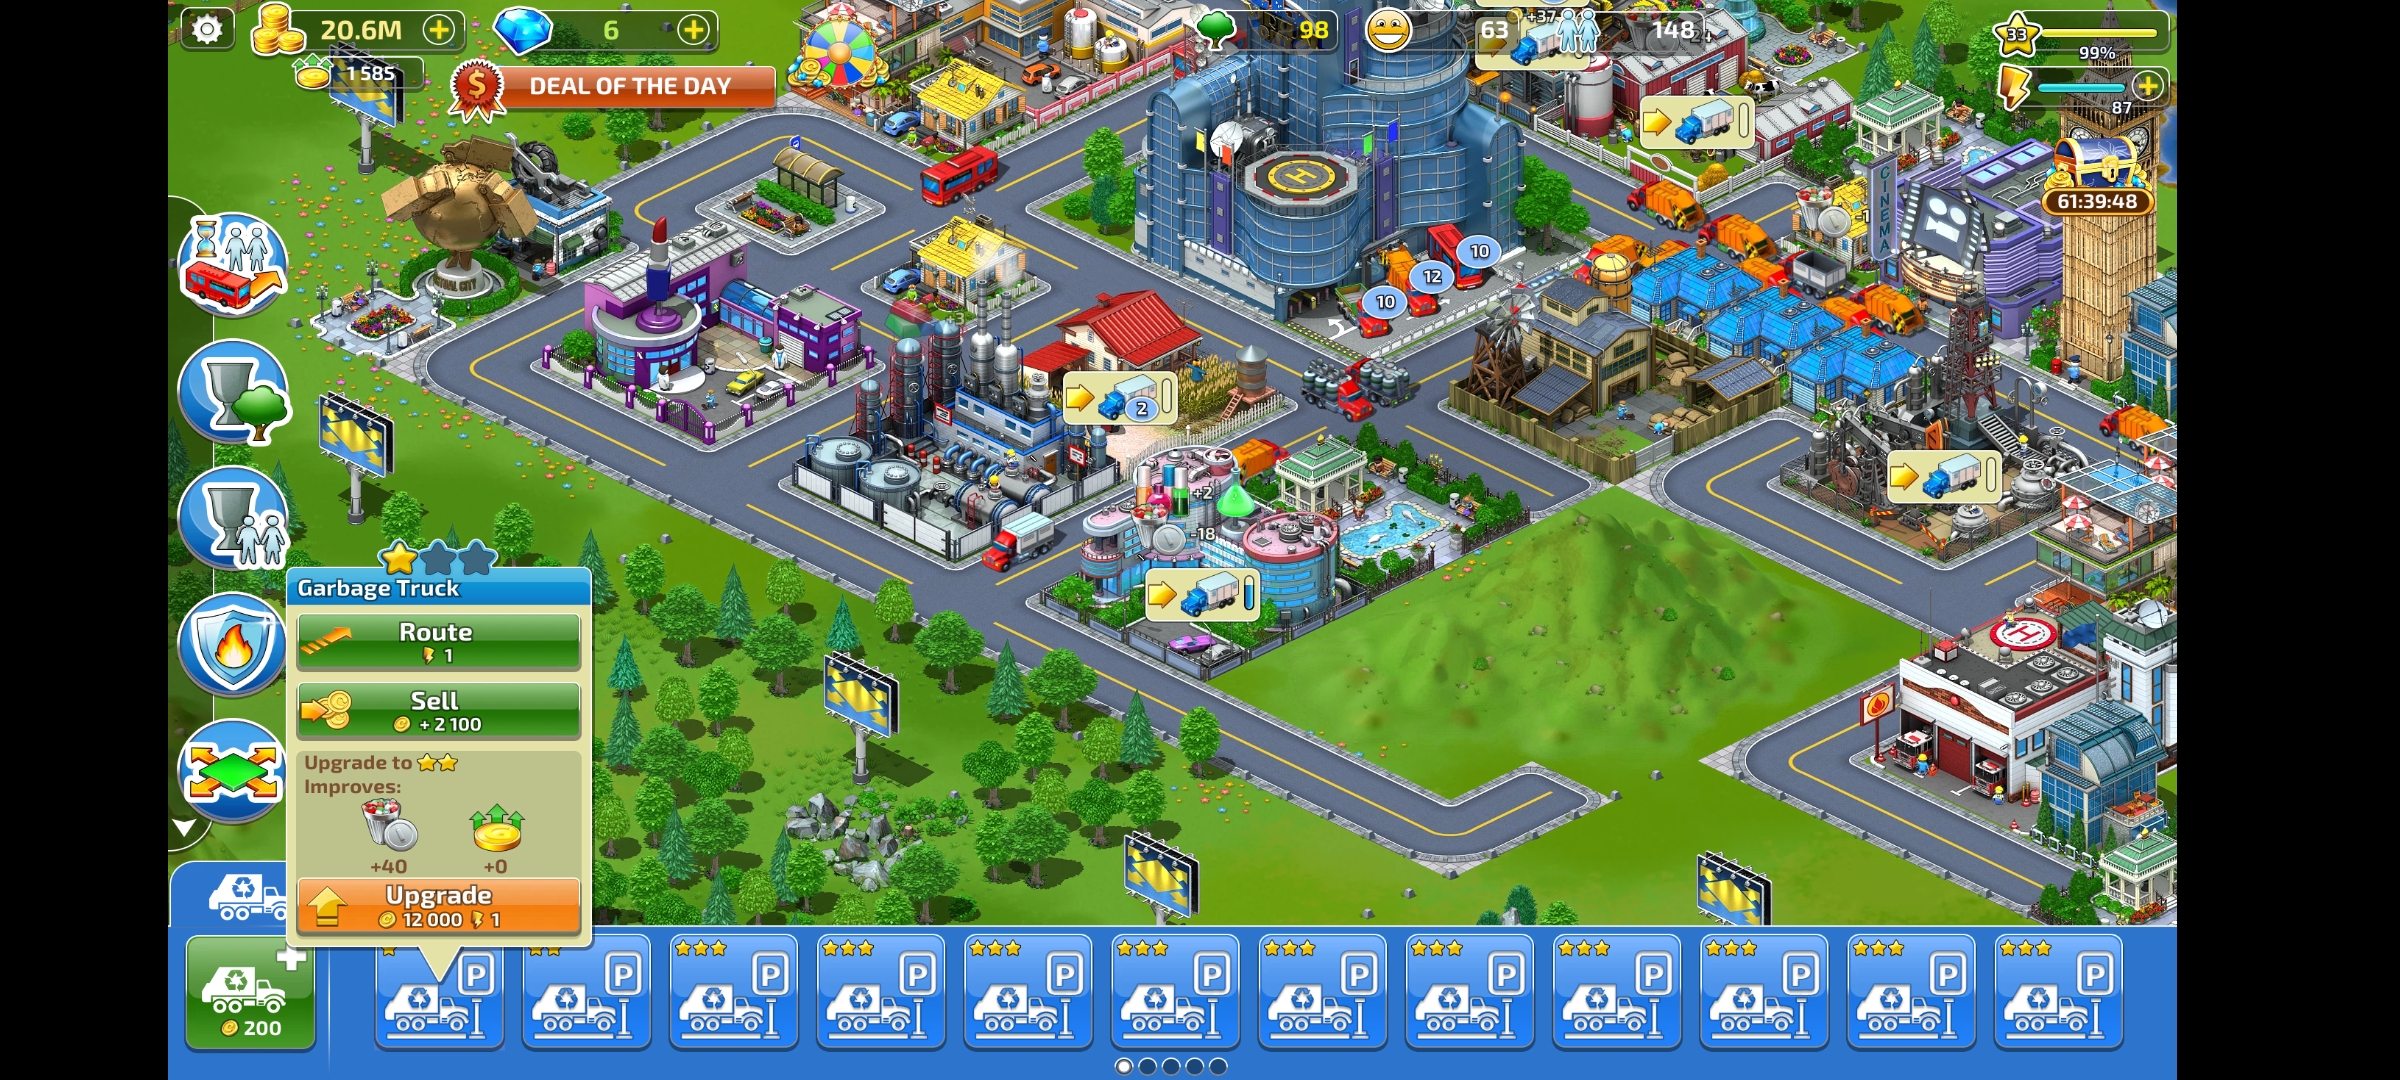 20.6M
6
98
63
+37
148
33
99%
1 585
DEAL OF THE DAY
87
61:39:48
CINEMA
H
10
12
10
2
+2
-18
H
Garbage Truck
Route
1
Sell
+ 2 100
Upgrade to
Improves:
+40
+0
Upgrade
12 000 1
P
P
P
P
P
P
P
P
P
P
P
P
200